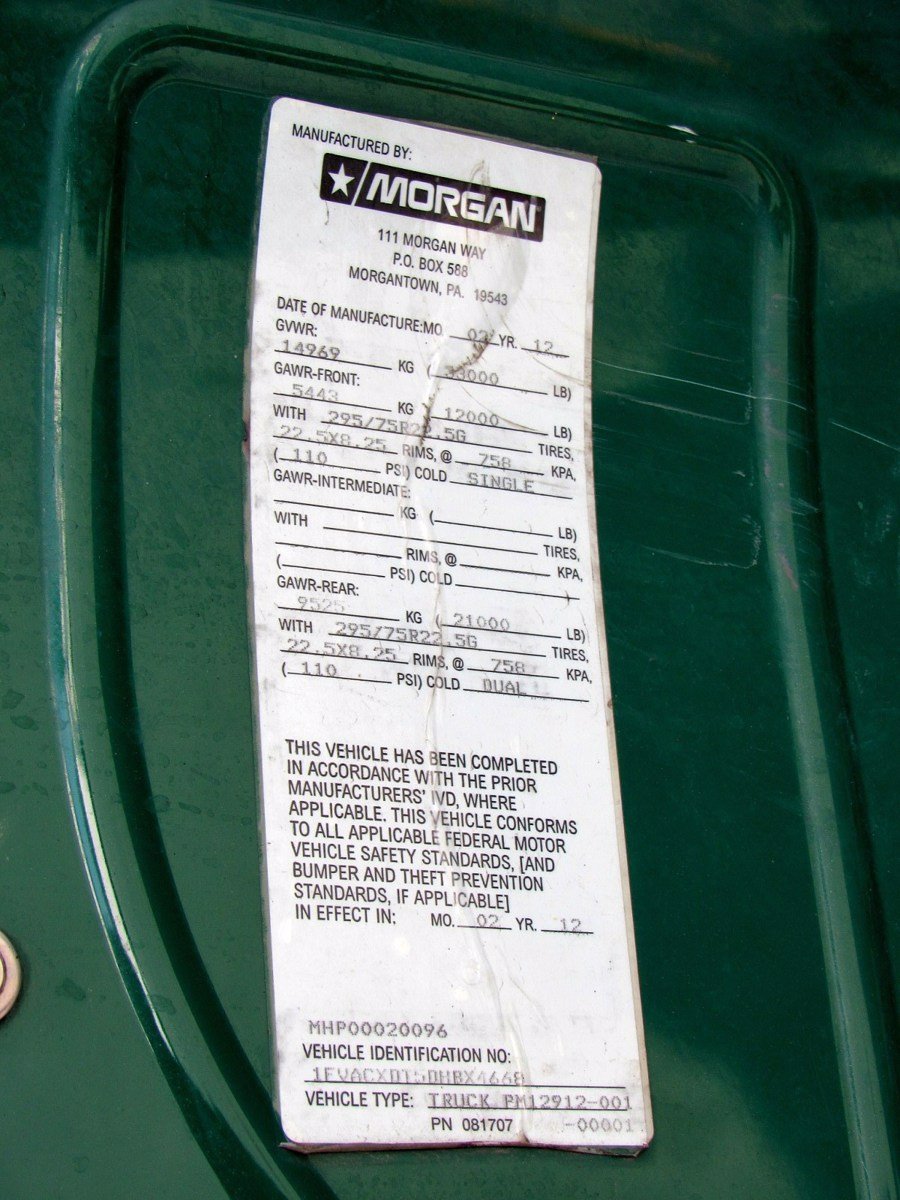 MANUFACTURED BY:
MORGAN
111 MORGAN WAY
P.O. BOX 588
MORGANTOWN, PA. 19543
DATE OF MANUFACTURE:MO 02 YR. 12
GVWR:
14969 KG ( 33000 LB)
GAWR-FRONT:
5443 KG ( 12000 LB)
WITH 295/75R22.5G TIRES,
22.5X8.25 RIMS, @ 758 KPA,
( 110 PSI) COLD SINGLE
GAWR-INTERMEDIATE:
KG ( LB)
WITH TIRES,
RIMS, @ KPA,
( PSI) COLD
GAWR-REAR:
9525 KG ( 21000 LB)
WITH 295/75R22.5G TIRES,
22.5X8.25 RIMS, @ 758 KPA,
( 110 PSI) COLD DUAL
THIS VEHICLE HAS BEEN COMPLETED
IN ACCORDANCE WITH THE PRIOR
MANUFACTURERS' IVD, WHERE
APPLICABLE. THIS VEHICLE CONFORMS
TO ALL APPLICABLE FEDERAL MOTOR
VEHICLE SAFETY STANDARDS, [AND
BUMPER AND THEFT PREVENTION
STANDARDS, IF APPLICABLE]
IN EFFECT IN: MO. 02 YR. 12
MHP00020096
VEHICLE IDENTIFICATION NO:
VEHICLE TYPE: TRUCK PM12912-001
PN 081707 -00001